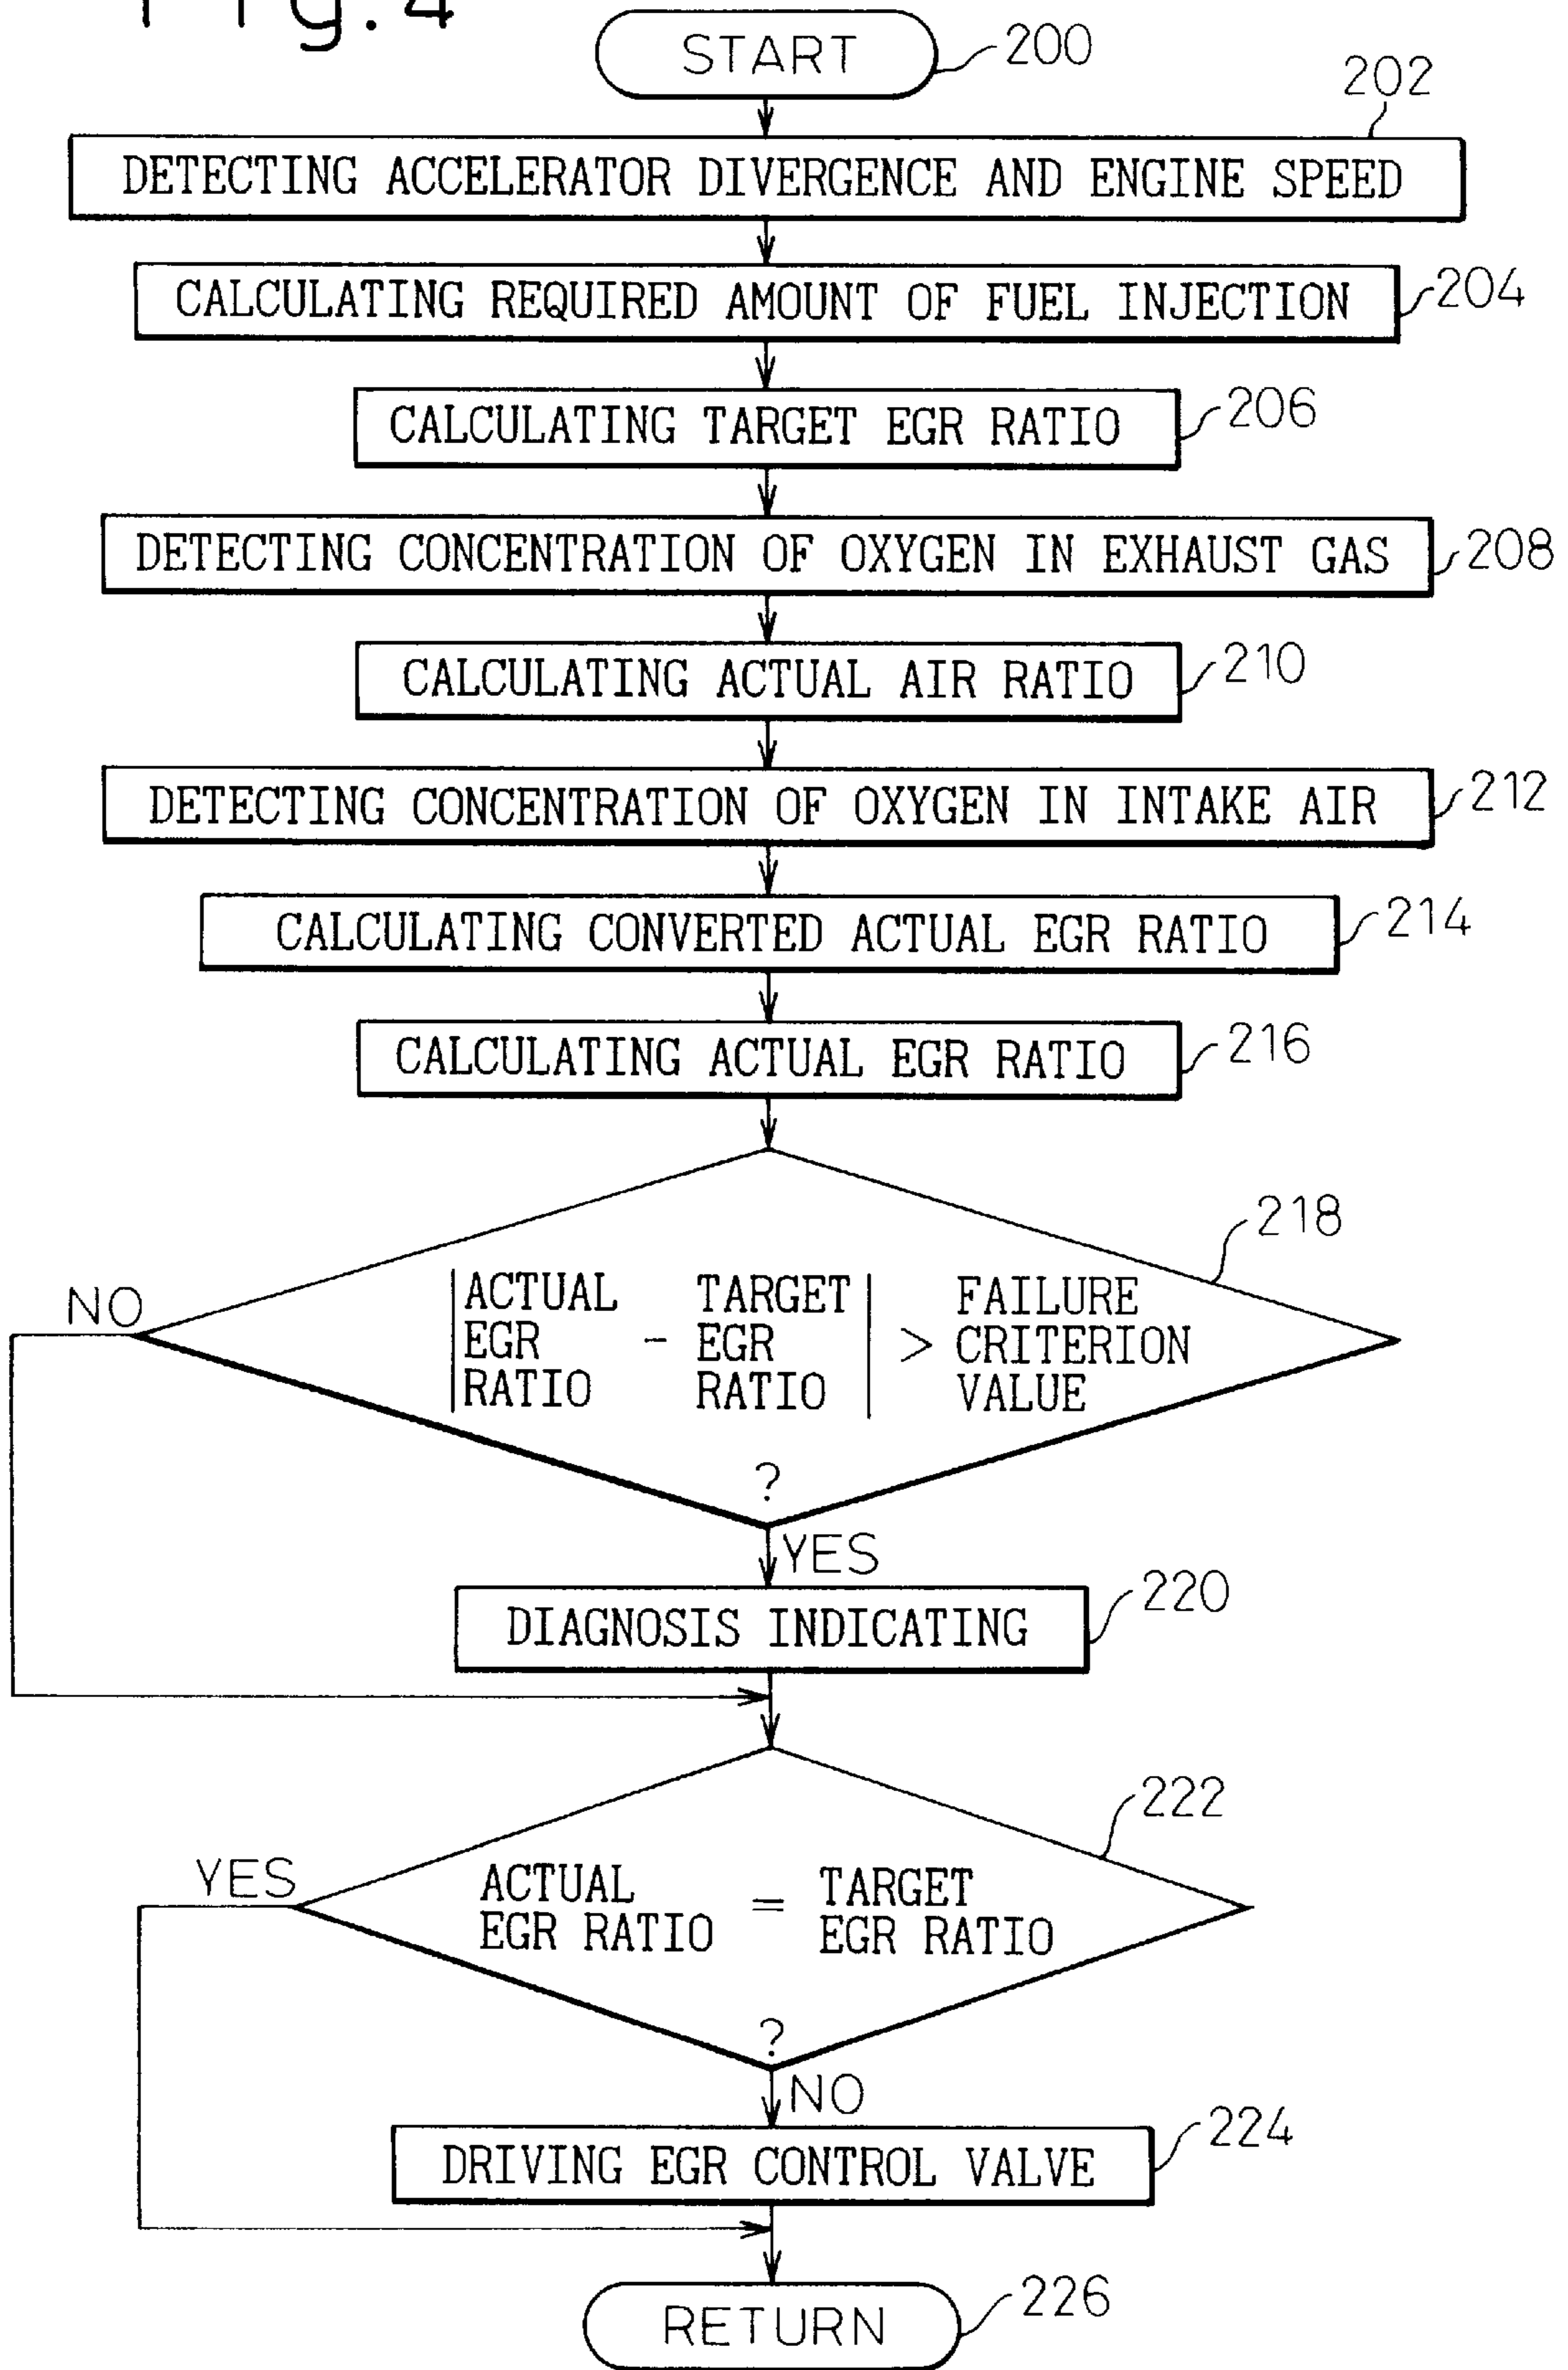 Fig.4
START
200
202
DETECTING ACCELERATOR DIVERGENCE AND ENGINE SPEED
CALCULATING REQUIRED AMOUNT OF FUEL INJECTION
204
CALCULATING TARGET EGR RATIO
206
DETECTING CONCENTRATION OF OXYGEN IN EXHAUST GAS
208
CALCULATING ACTUAL AIR RATIO
210
DETECTING CONCENTRATION OF OXYGEN IN INTAKE AIR
212
CALCULATING CONVERTED ACTUAL EGR RATIO
214
CALCULATING ACTUAL EGR RATIO
216
218
NO
|ACTUAL EGR RATIO - TARGET EGR RATIO| > FAILURE CRITERION VALUE
?
YES
DIAGNOSIS INDICATING
220
222
YES
ACTUAL EGR RATIO = TARGET EGR RATIO
?
NO
DRIVING EGR CONTROL VALVE
224
RETURN
226